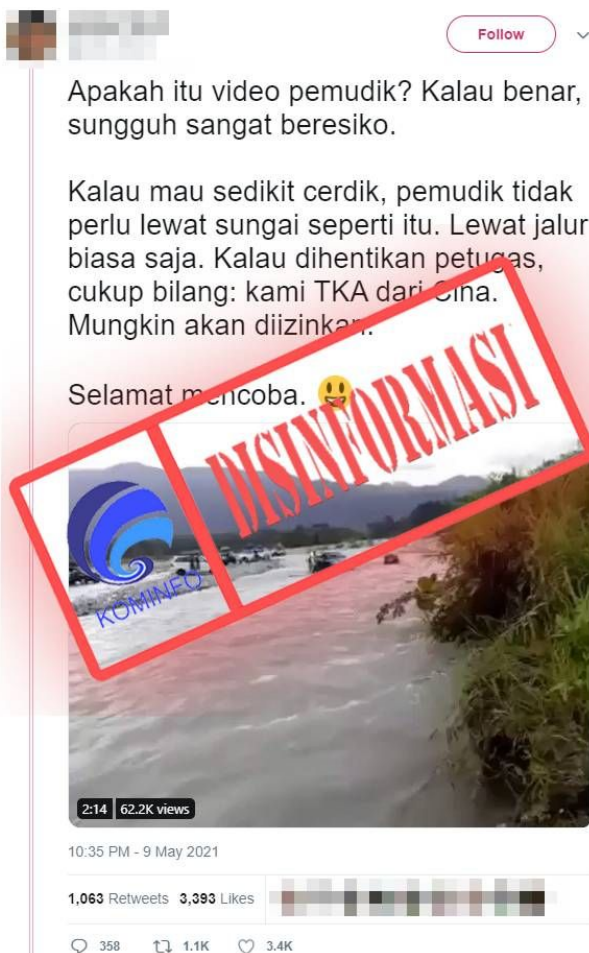 Follow
Apakah itu video pemudik? Kalau benar,
sungguh sangat beresiko.
Kalau mau sedikit cerdik, pemudik tidak
perlu lewat sungai seperti itu. Lewat jalur
biasa saja. Kalau dihentikan petugas,
cukup bilang: kami TKA dari Cina.
Mungkin akan diizinkan.
Selamat mencoba. 😃
DISINFORMASI
KOMINFO
2:14 62.2K views
10:35 PM - 9 May 2021
1,063 Retweets 3,393 Likes
358 1.1K 3.4K